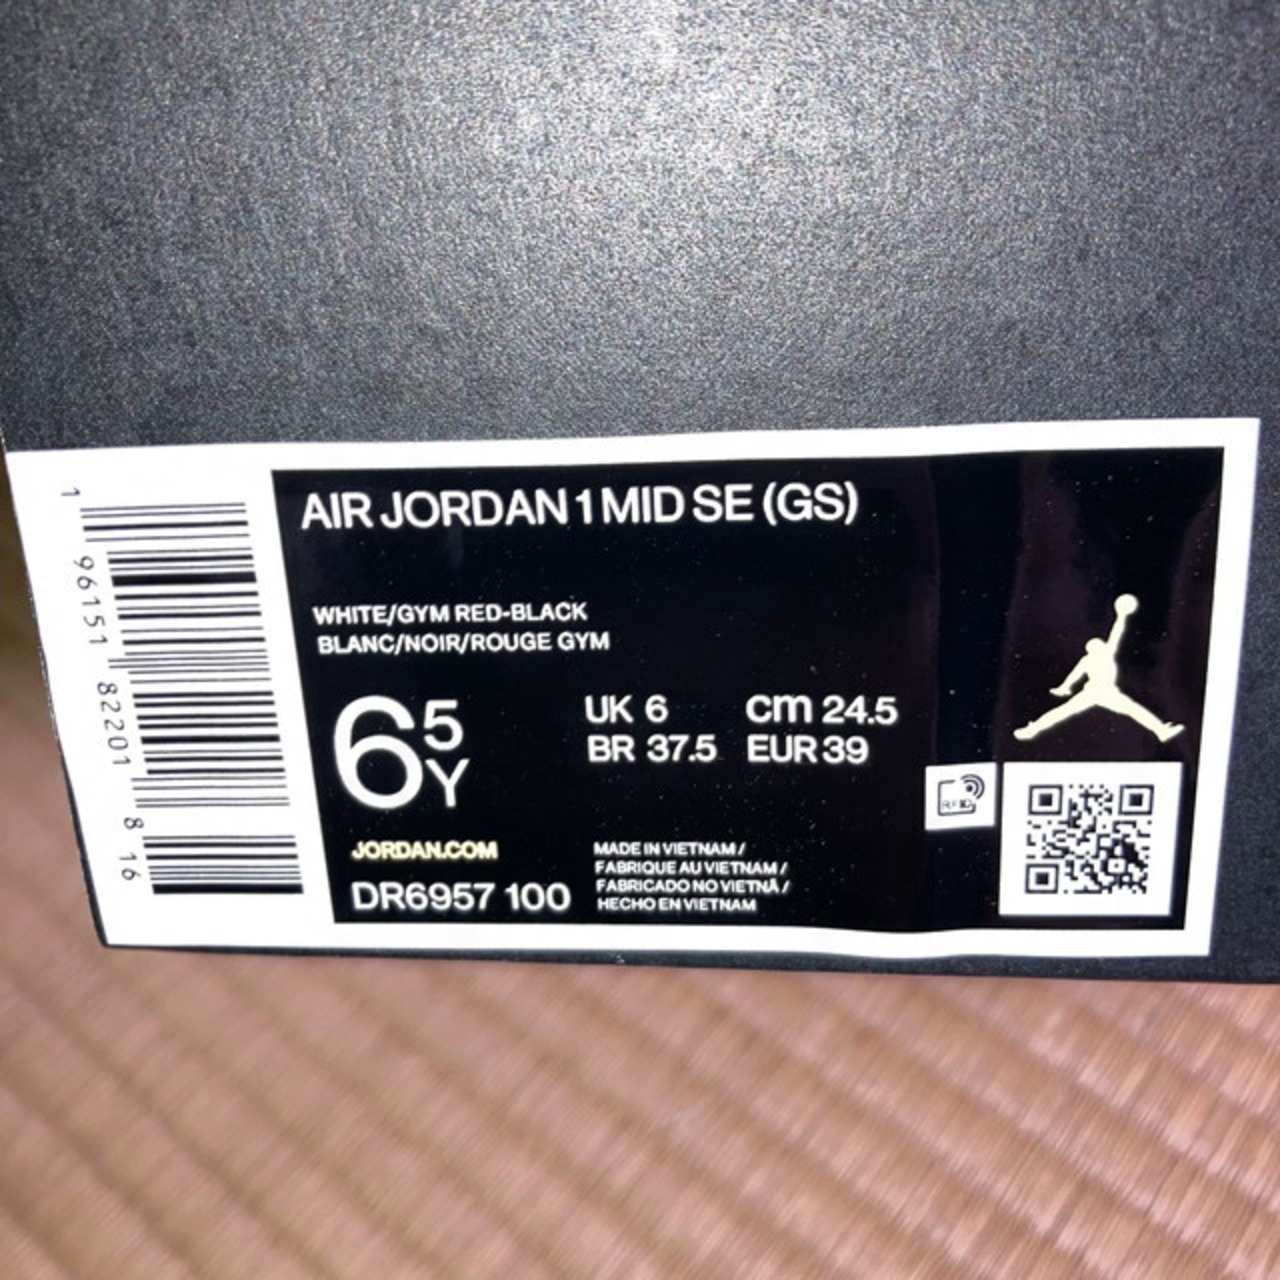 AIR JORDAN 1 MID SE (GS)
WHITE/GYM RED-BLACK
BLANC/NOIR/ROUGE GYM
6 5 Y
UK 6 cm 24.5
BR 37.5 EUR 39
JORDAN.COM
DR6957 100
MADE IN VIETNAM /
FABRIQUE AU VIETNAM /
FABRICADO NO VIETNÃ /
HECHO EN VIETNAM
RFID
1 96151 82201 8 16